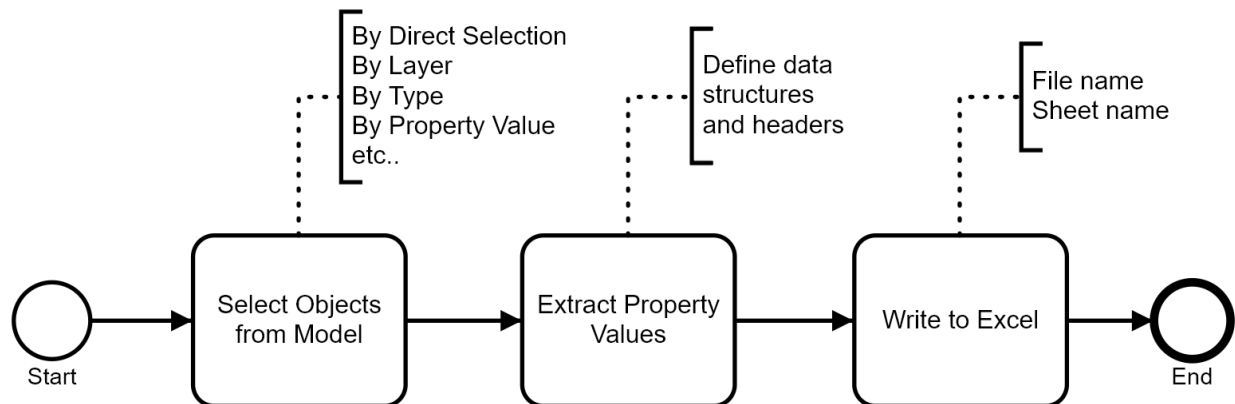 By Direct Selection
By Layer
By Type
By Property Value
etc..
Define data
structures
and headers
File name
Sheet name
Start
Select Objects
from Model
Extract Property
Values
Write to Excel
End